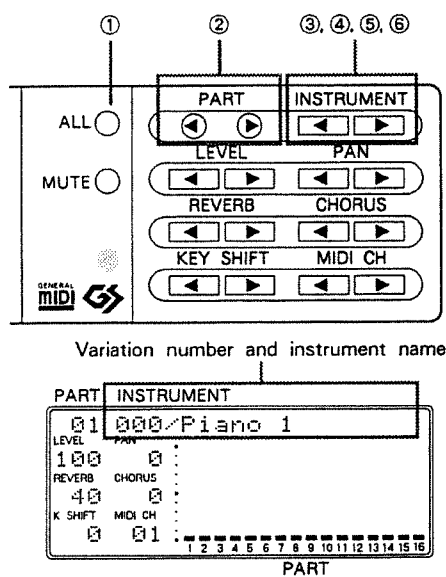 ① ② ③, ④, ⑤, ⑥
PART INSTRUMENT
ALL
LEVEL PAN
MUTE
REVERB CHORUS
KEY SHIFT MIDI CH
GENERAL
MIDI GS
Variation number and instrument name
PART INSTRUMENT
01 000/Piano 1
LEVEL PAN
100 0
REVERB CHORUS
40 0
K SHIFT MIDI CH
0 01
1 2 3 4 5 6 7 8 9 10 11 12 13 14 15 16
PART